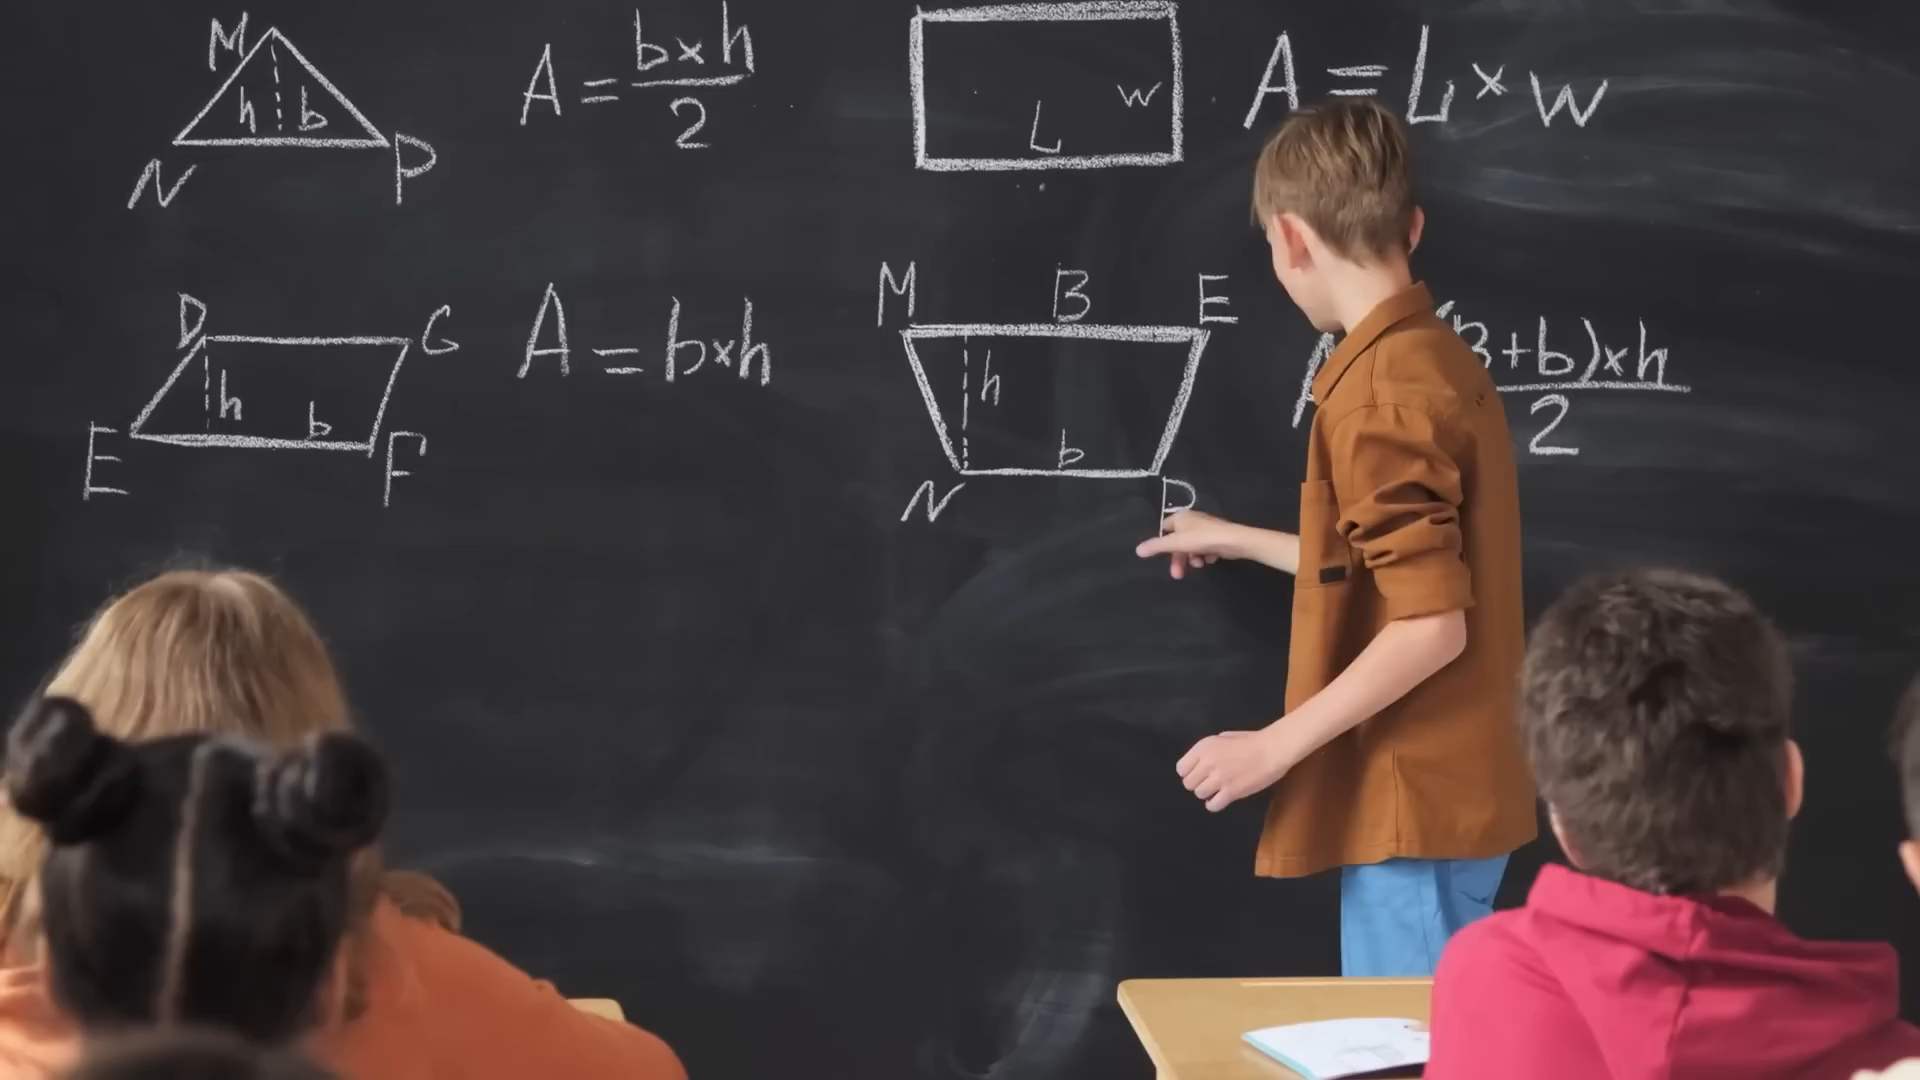 M
h b
N P
A = b×h/2
L w
A = L × w
D G
h b
E F
A = b×h
M B E
h
b
N P
+b)×h/2